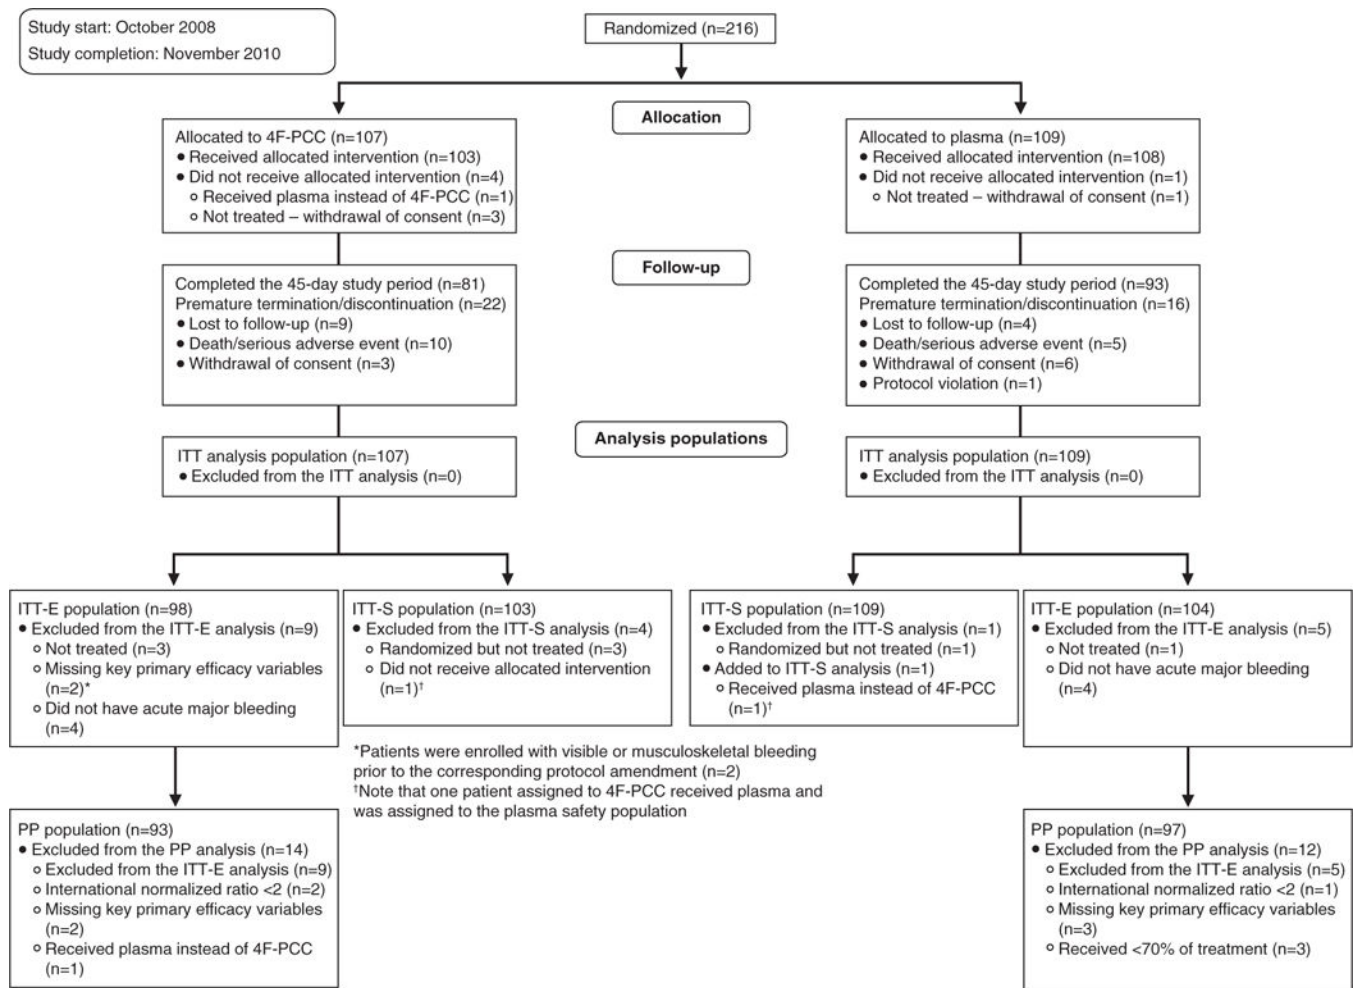 Study start: October 2008
Study completion: November 2010
Randomized (n=216)
Allocation
Allocated to 4F-PCC (n=107)
● Received allocated intervention (n=103)
● Did not receive allocated intervention (n=4)
○ Received plasma instead of 4F-PCC (n=1)
○ Not treated – withdrawal of consent (n=3)
Allocated to plasma (n=109)
● Received allocated intervention (n=108)
● Did not receive allocated intervention (n=1)
○ Not treated – withdrawal of consent (n=1)
Follow-up
Completed the 45-day study period (n=81)
Premature termination/discontinuation (n=22)
● Lost to follow-up (n=9)
● Death/serious adverse event (n=10)
● Withdrawal of consent (n=3)
Completed the 45-day study period (n=93)
Premature termination/discontinuation (n=16)
● Lost to follow-up (n=4)
● Death/serious adverse event (n=5)
● Withdrawal of consent (n=6)
● Protocol violation (n=1)
Analysis populations
ITT analysis population (n=107)
● Excluded from the ITT analysis (n=0)
ITT analysis population (n=109)
● Excluded from the ITT analysis (n=0)
ITT-E population (n=98)
● Excluded from the ITT-E analysis (n=9)
○ Not treated (n=3)
○ Missing key primary efficacy variables
(n=2)*
○ Did not have acute major bleeding
(n=4)
ITT-S population (n=103)
● Excluded from the ITT-S analysis (n=4)
○ Randomized but not treated (n=3)
○ Did not receive allocated intervention
(n=1)†
ITT-S population (n=109)
● Excluded from the ITT-S analysis (n=1)
○ Randomized but not treated (n=1)
● Added to ITT-S analysis (n=1)
○ Received plasma instead of 4F-PCC
(n=1)†
ITT-E population (n=104)
● Excluded from the ITT-E analysis (n=5)
○ Not treated (n=1)
○ Did not have acute major bleeding
(n=4)
*Patients were enrolled with visible or musculoskeletal bleeding
prior to the corresponding protocol amendment (n=2)
†Note that one patient assigned to 4F-PCC received plasma and
was assigned to the plasma safety population
PP population (n=93)
● Excluded from the PP analysis (n=14)
○ Excluded from the ITT-E analysis (n=9)
○ International normalized ratio <2 (n=2)
○ Missing key primary efficacy variables
(n=2)
○ Received plasma instead of 4F-PCC
(n=1)
PP population (n=97)
● Excluded from the PP analysis (n=12)
○ Excluded from the ITT-E analysis (n=5)
○ International normalized ratio <2 (n=1)
○ Missing key primary efficacy variables
(n=3)
○ Received <70% of treatment (n=3)